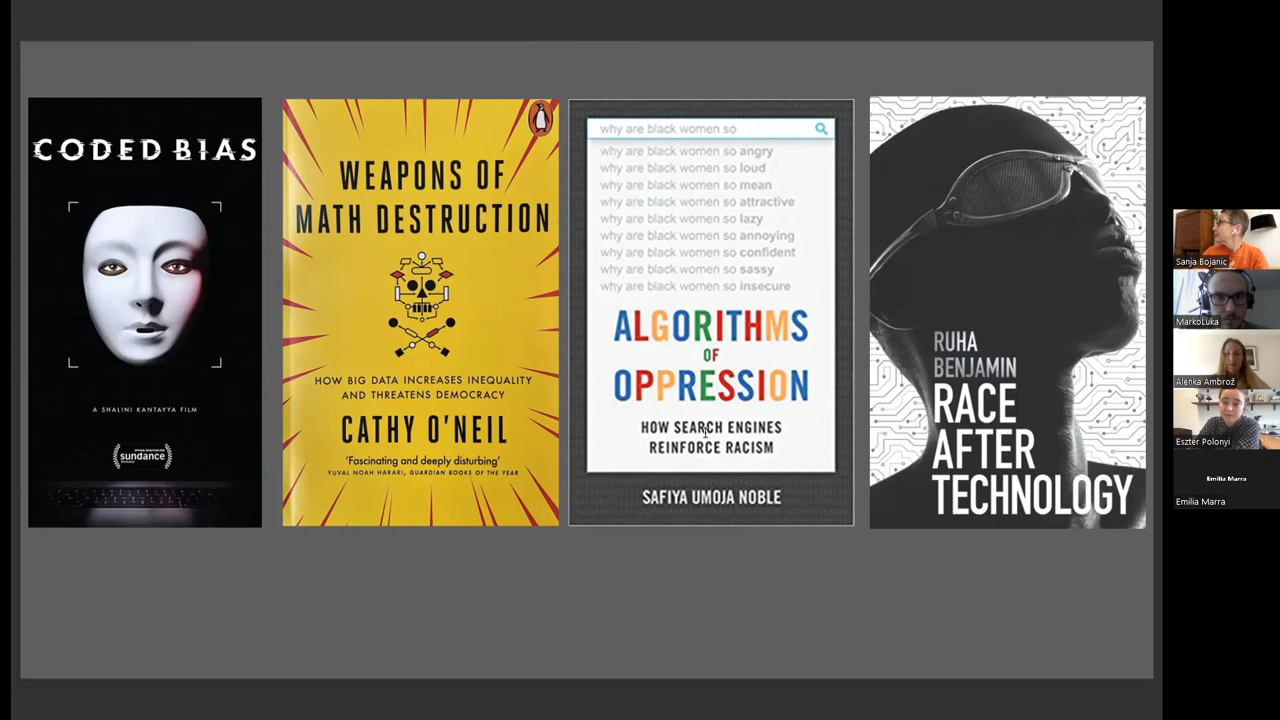 CODED BIAS
A SHALINI KANTAYYA FILM
sundance
WEAPONS OF
MATH DESTRUCTION
HOW BIG DATA INCREASES INEQUALITY
AND THREATENS DEMOCRACY
CATHY O'NEIL
'Fascinating and deeply disturbing'
YUVAL NOAH HARARI, GUARDIAN BOOKS OF THE YEAR
why are black women so
why are black women so angry
why are black women so loud
why are black women so mean
why are black women so attractive
why are black women so lazy
why are black women so annoying
why are black women so confident
why are black women so sassy
why are black women so insecure
ALGORITHMS
OF
OPPRESSION
HOW SEARCH ENGINES
REINFORCE RACISM
SAFIYA UMOJA NOBLE
RUHA
BENJAMIN
RACE
AFTER
TECHNOLOGY
Sanja Bojanic
MarkoLuka
Alenka Ambrož
Eszter Polonyi
Emilia Marra
Emilia Marra